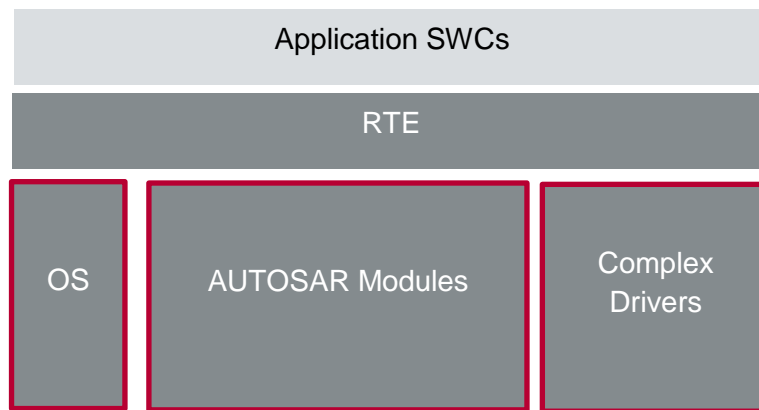 Application SWCs
RTE
OS
AUTOSAR Modules
Complex
Drivers